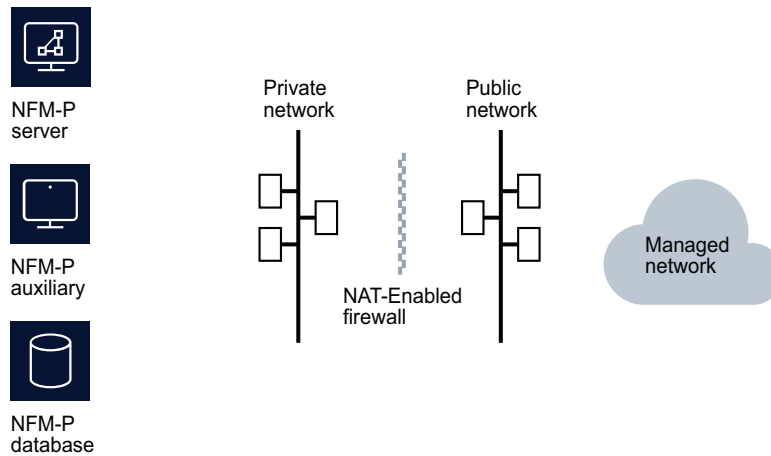 NFM-P
server
NFM-P
auxiliary
NFM-P
database
Private
network
NAT-Enabled
firewall
Public
network
Managed
network